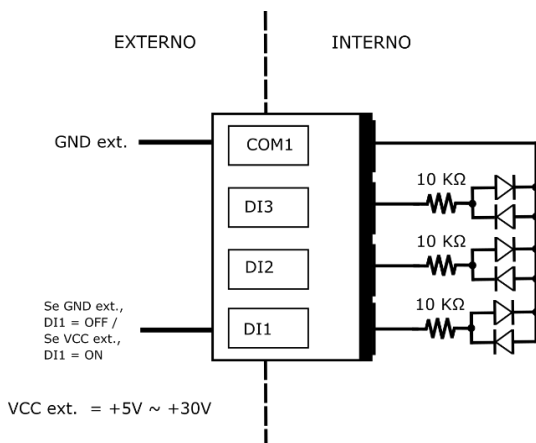 EXTERNO
INTERNO
GND ext.
COM1
10 KΩ
DI3
10 KΩ
DI2
10 KΩ
Se GND ext.,
DI1 = OFF /
Se VCC ext.,
DI1 = ON
DI1
VCC ext. = +5V ~ +30V